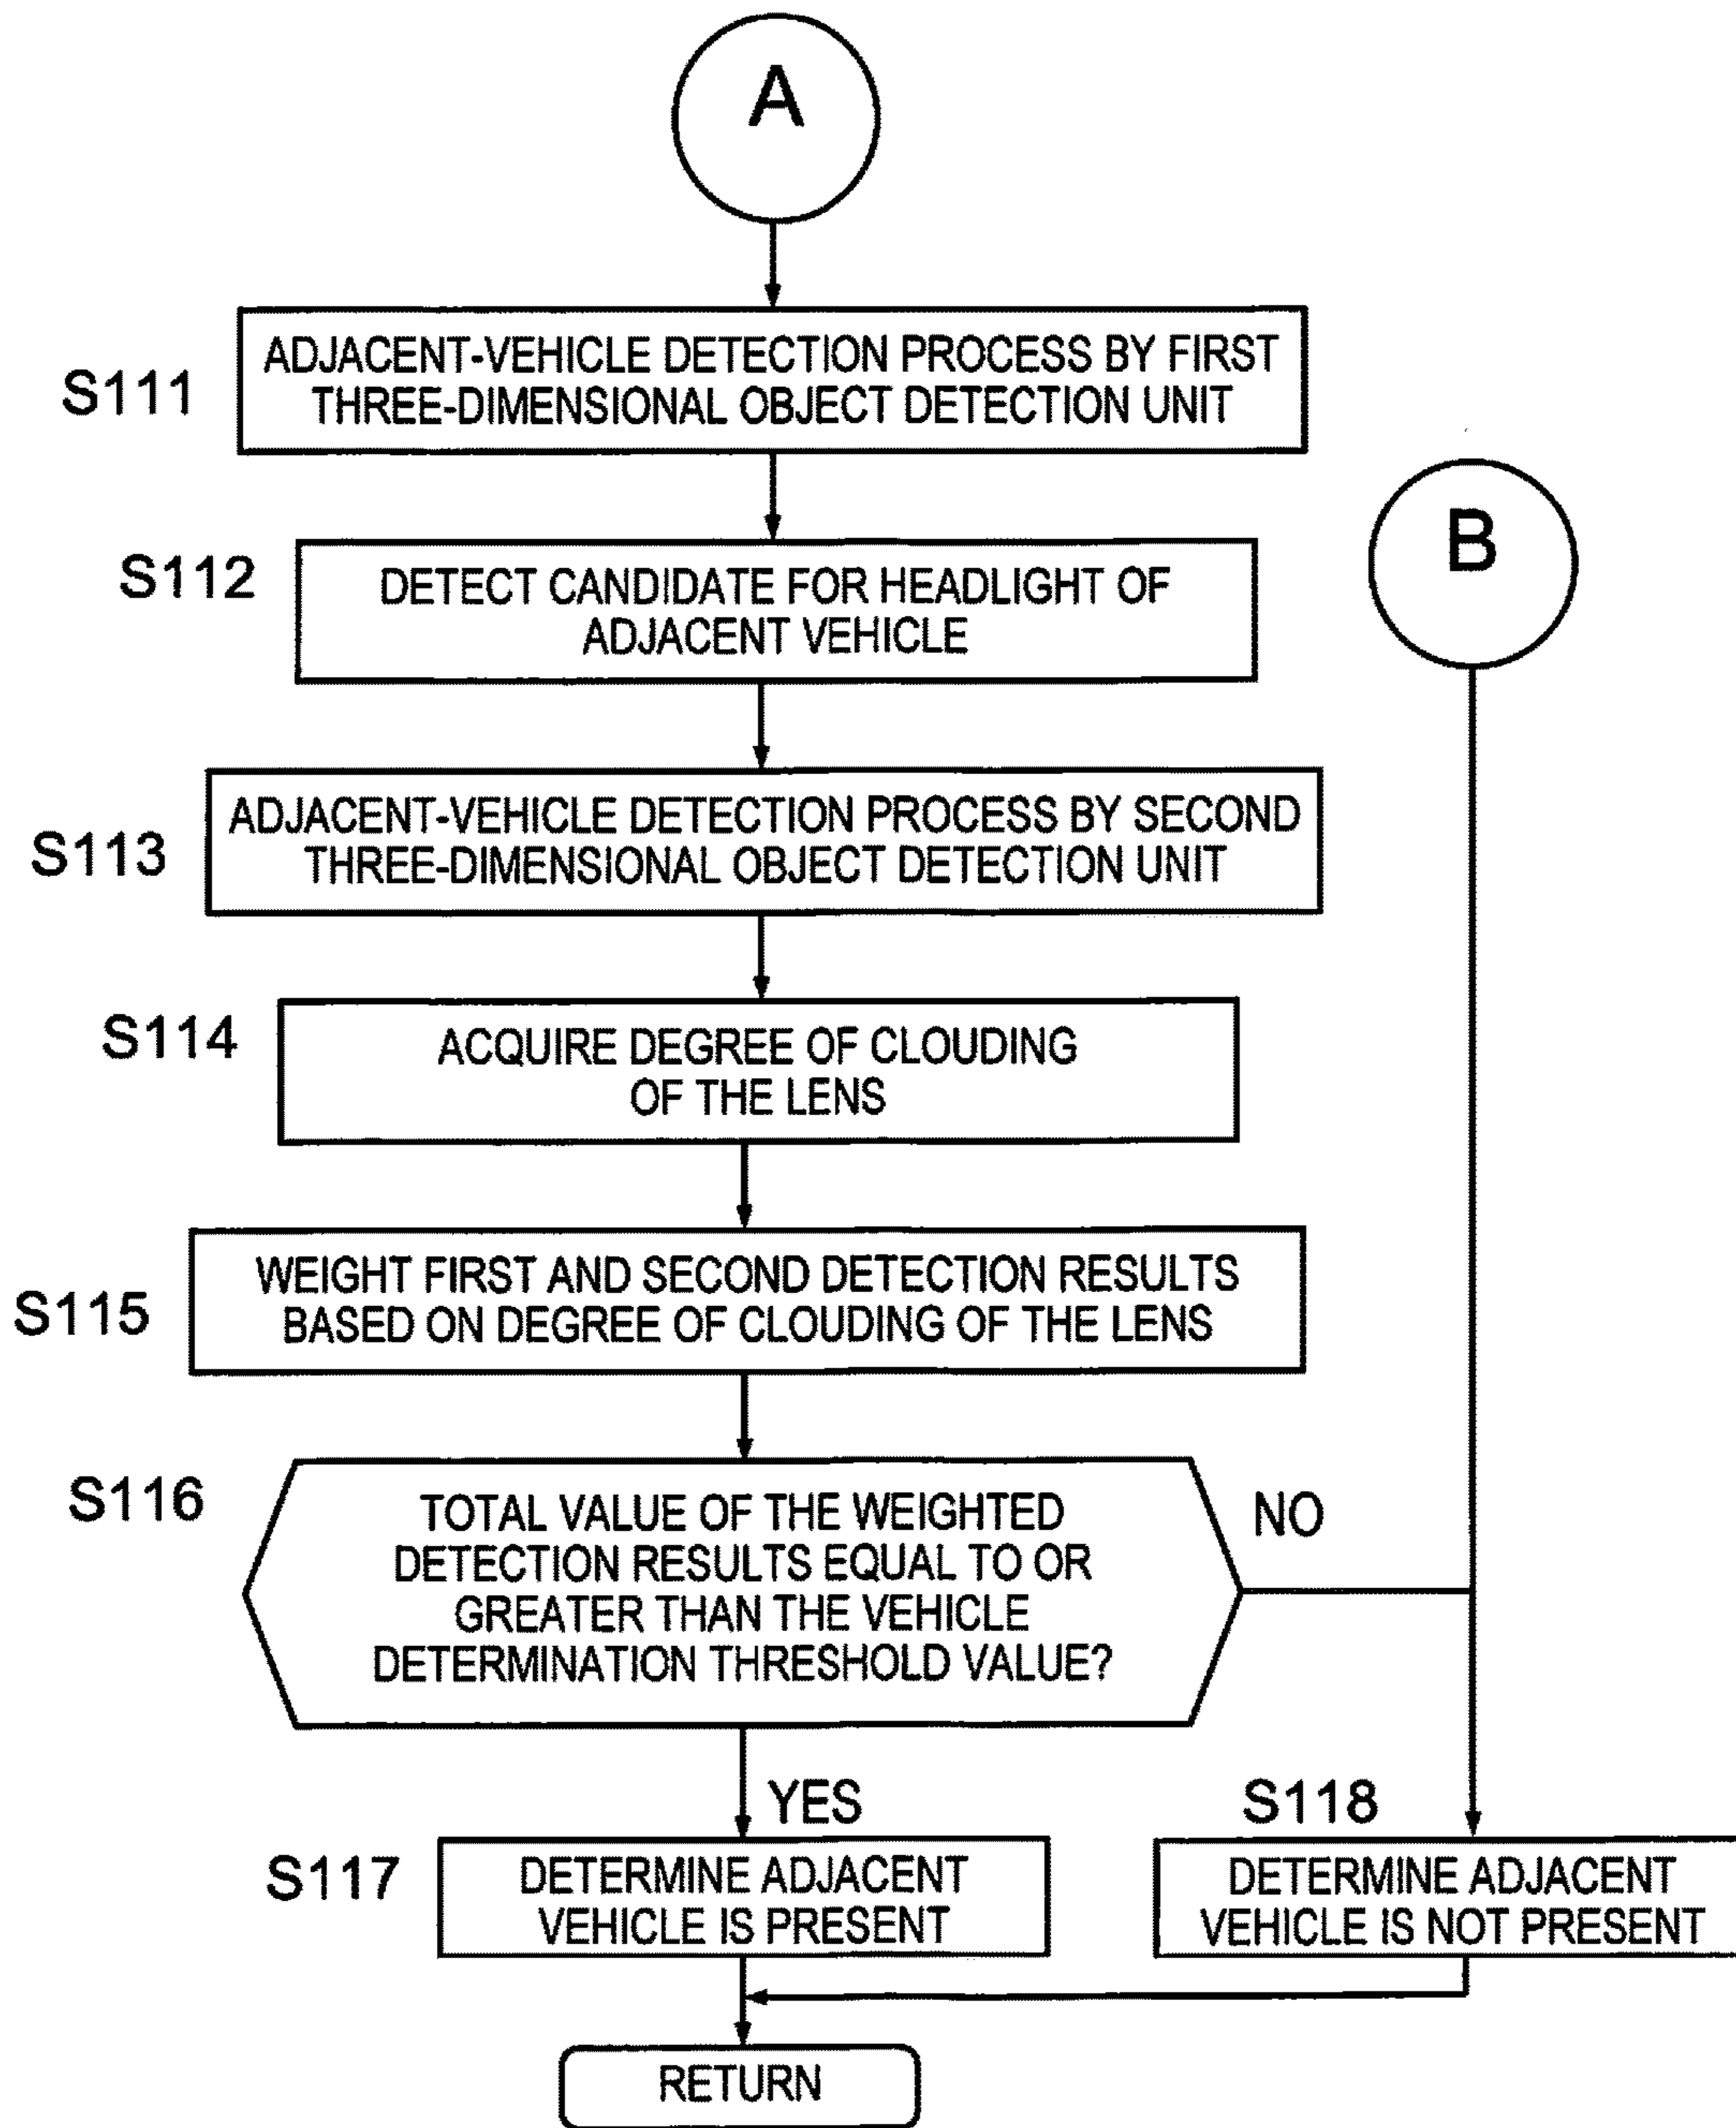 A
S111
ADJACENT-VEHICLE DETECTION PROCESS BY FIRST
THREE-DIMENSIONAL OBJECT DETECTION UNIT
B
S112
DETECT CANDIDATE FOR HEADLIGHT OF
ADJACENT VEHICLE
S113
ADJACENT-VEHICLE DETECTION PROCESS BY SECOND
THREE-DIMENSIONAL OBJECT DETECTION UNIT
S114
ACQUIRE DEGREE OF CLOUDING
OF THE LENS
S115
WEIGHT FIRST AND SECOND DETECTION RESULTS
BASED ON DEGREE OF CLOUDING OF THE LENS
S116
TOTAL VALUE OF THE WEIGHTED
DETECTION RESULTS EQUAL TO OR
GREATER THAN THE VEHICLE
DETERMINATION THRESHOLD VALUE?
NO
YES
S117
DETERMINE ADJACENT
VEHICLE IS PRESENT
S118
DETERMINE ADJACENT
VEHICLE IS NOT PRESENT
RETURN